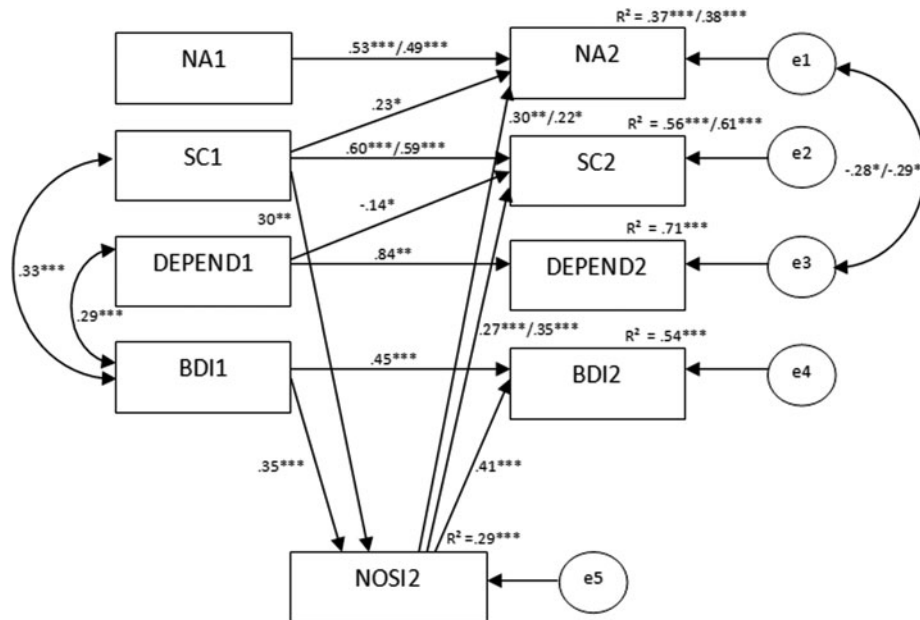 R² = .37***/.38***
NA1
.53***/.49***
NA2
e1
.23*
.30**/.22*
R² = .56***/.61***
SC1
.60***/.59***
SC2
e2
-.28*/-.29*
-.14*
30**
R² = .71***
DEPEND1
.84**
DEPEND2
e3
.33***
.29***
.27***/.35***
R² = .54***
BDI1
.45***
BDI2
e4
.35***
.41***
R² =.29***
NOSI2
e5